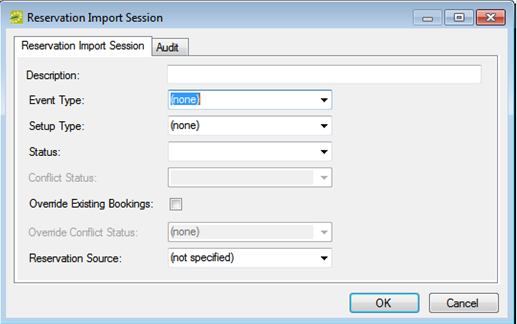 Reservation Import Session
Reservation Import Session Audit
Description:
Event Type: (none)
Setup Type: (none)
Status:
Conflict Status:
Override Existing Bookings:
Override Conflict Status: (none)
Reservation Source: (not specified)
OK Cancel